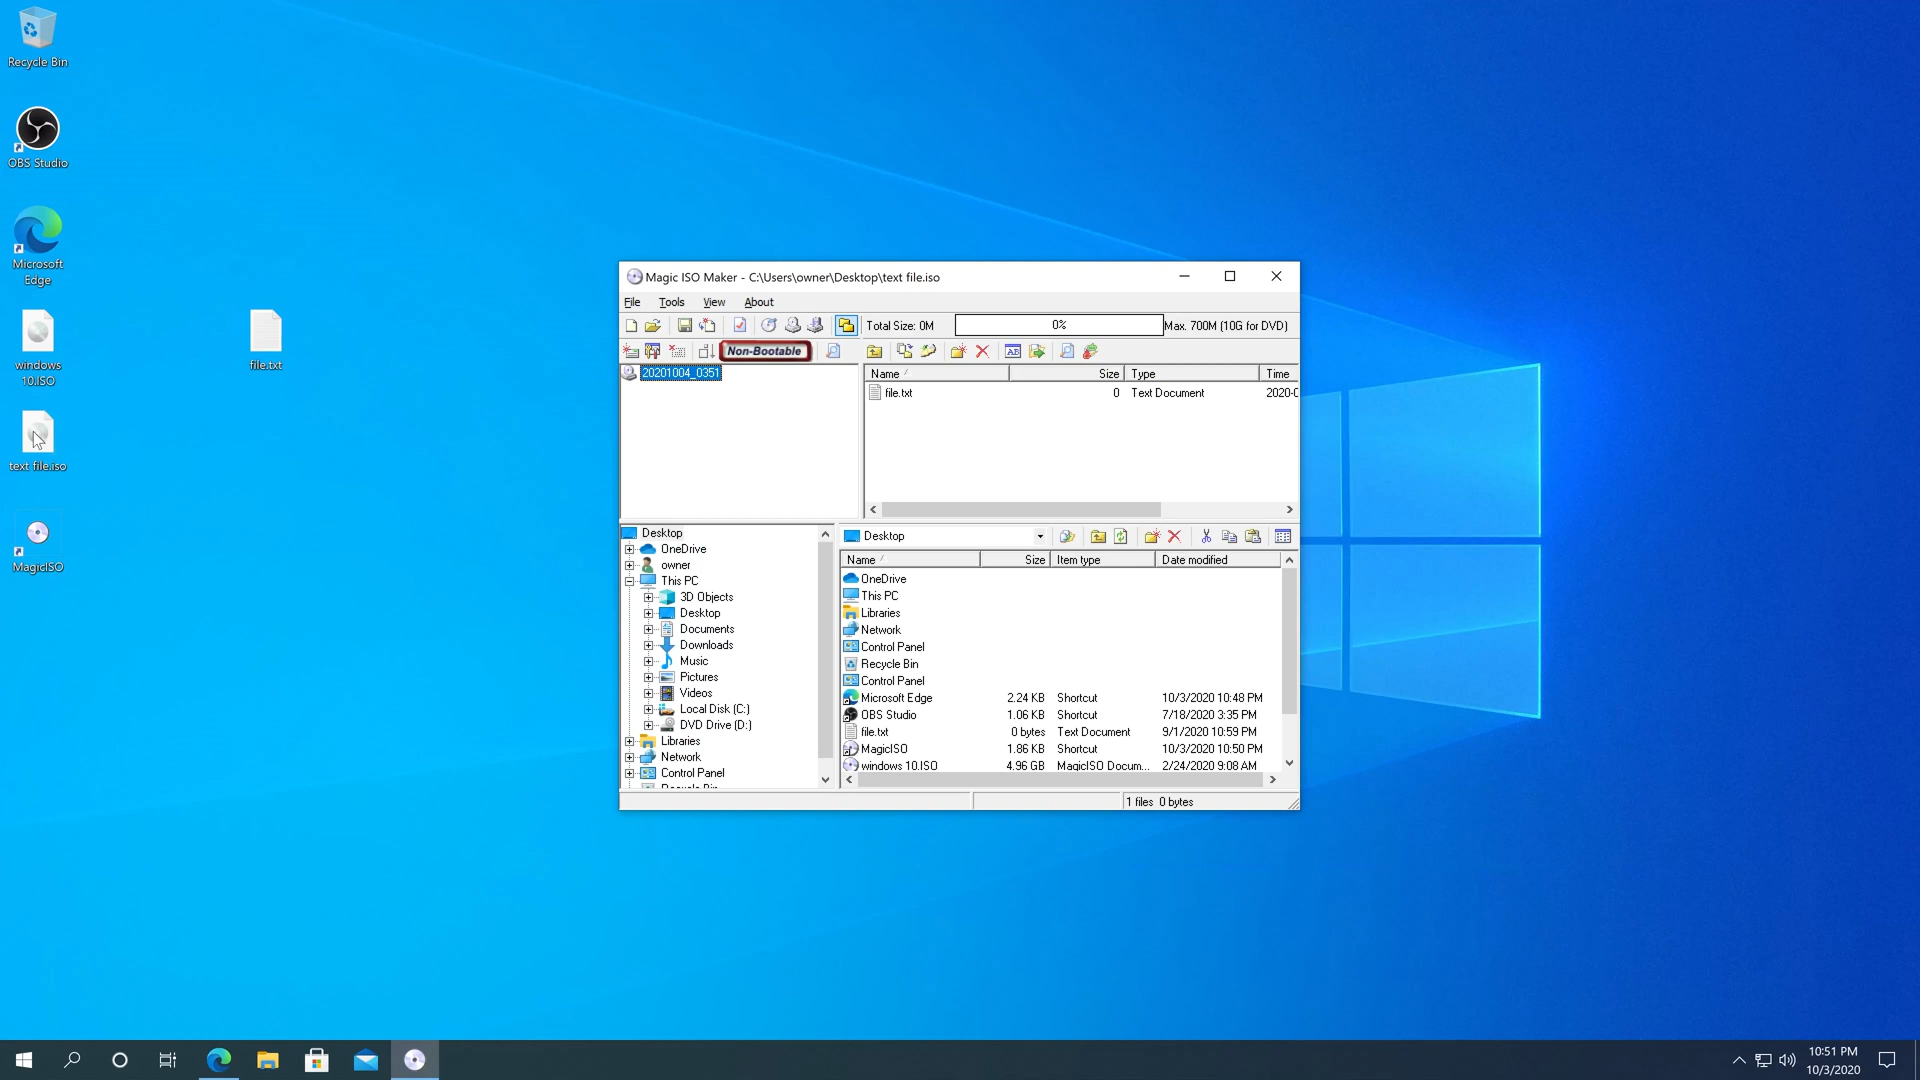 Recycle Bin
OBS Studio
Microsoft
Edge
windows
10.ISO
text file.iso
MagicISO
file.txt
Magic ISO Maker - C:\Users\owner\Desktop\text file.iso
File Tools View About
Total Size: 0M 0% Max. 700M (10G for DVD)
Non-Bootable
20201004_0351
Name Size Type Time
file.txt 0 Text Document 2020-0
Desktop
OneDrive
owner
This PC
3D Objects
Desktop
Documents
Downloads
Music
Pictures
Videos
Local Disk (C:)
DVD Drive (D:)
Libraries
Network
Control Panel
Recycle Bin
Desktop
Name Size Item type Date modified
OneDrive
This PC
Libraries
Network
Control Panel
Recycle Bin
Control Panel
Microsoft Edge 2.24 KB Shortcut 10/3/2020 10:48 PM
OBS Studio 1.06 KB Shortcut 7/18/2020 3:35 PM
file.txt 0 bytes Text Document 9/1/2020 10:59 PM
MagicISO 1.86 KB Shortcut 10/3/2020 10:50 PM
windows 10.ISO 4.96 GB MagicISO Docum... 2/24/2020 9:08 AM
1 files 0 bytes
10:51 PM
10/3/2020